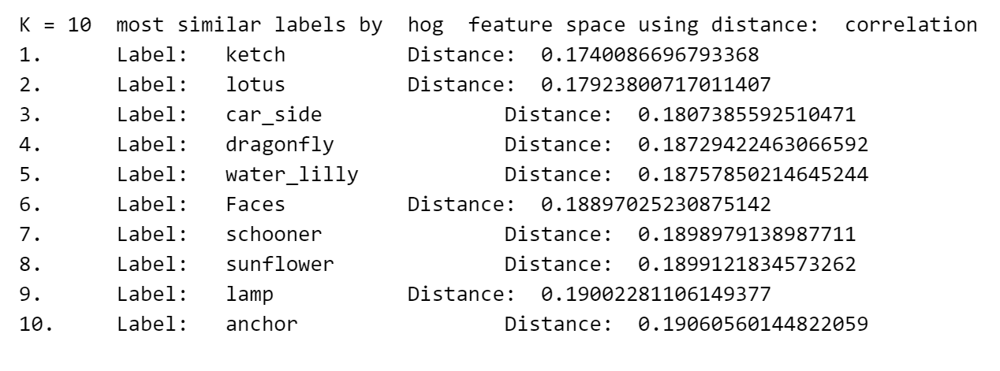 K = 10  most similar labels by  hog  feature space using distance:  correlation
1.      Label:   ketch          Distance:  0.1740086696793368
2.      Label:   lotus          Distance:  0.17923800717011407
3.      Label:   car_side               Distance:  0.1807385592510471
4.      Label:   dragonfly              Distance:  0.18729422463066592
5.      Label:   water_lilly            Distance:  0.18757850214645244
6.      Label:   Faces          Distance:  0.18897025230875142
7.      Label:   schooner               Distance:  0.1898979138987711
8.      Label:   sunflower              Distance:  0.1899121834573262
9.      Label:   lamp           Distance:  0.19002281106149377
10.     Label:   anchor                 Distance:  0.19060560144822059